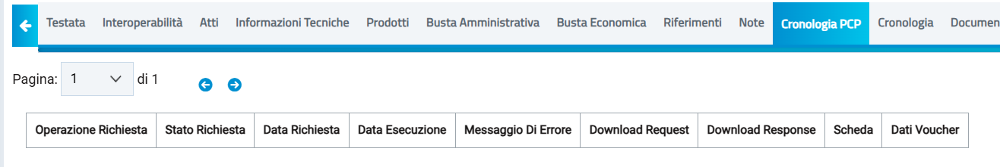 Testata Interoperabilità Atti Informazioni Tecniche Prodotti Busta Amministrativa Busta Economica Riferimenti Note Cronologia PCP Cronologia Documen
Pagina: 1 di 1
Operazione Richiesta Stato Richiesta Data Richiesta Data Esecuzione Messaggio Di Errore Download Request Download Response Scheda Dati Voucher